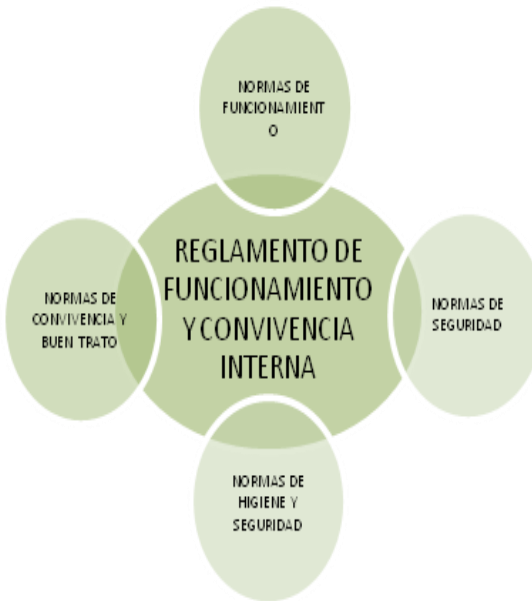 NORMAS DE
FUNCIONAMIENT
O
REGLAMENTO DE
FUNCIONAMIENTO
Y CONVIVENCIA
INTERNA
NORMAS DE
CONVIVENCIA Y
BUEN TRATO
NORMAS DE
SEGURIDAD
NORMAS DE
HIGIENE Y
SEGURIDAD